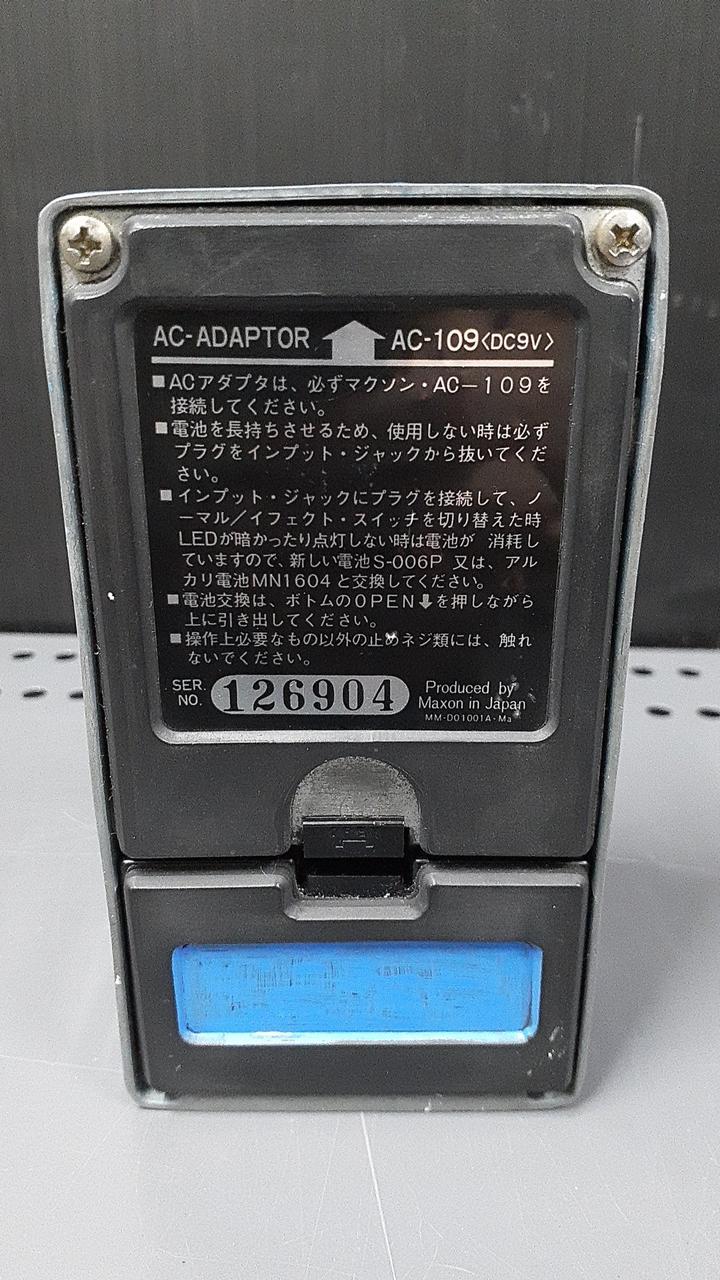 AC-ADAPTOR AC-109<DC9V>
■ACアダプタは、必ずマクソン・AC－109を
接続してください。
■電池を長持ちさせるため、使用しない時は必ず
プラグをインプット・ジャックから抜いてくだ
さい。
■インプット・ジャックにプラグを接続して、ノ
ーマル／イフェクト・スイッチを切り替えた時
LEDが暗かったり点灯しない時は電池が 消耗し
ていますので、新しい電池S-006P 又は、アル
カリ電池MN1604と交換してください。
■電池交換は、ボトムのOPEN⬇を押しながら
上に引き出してください。
■操作上必要なもの以外の止めネジ類には、触れ
ないでください。
SER. NO. 126904
Produced by
Maxon in Japan
MM-D01001A-Ma